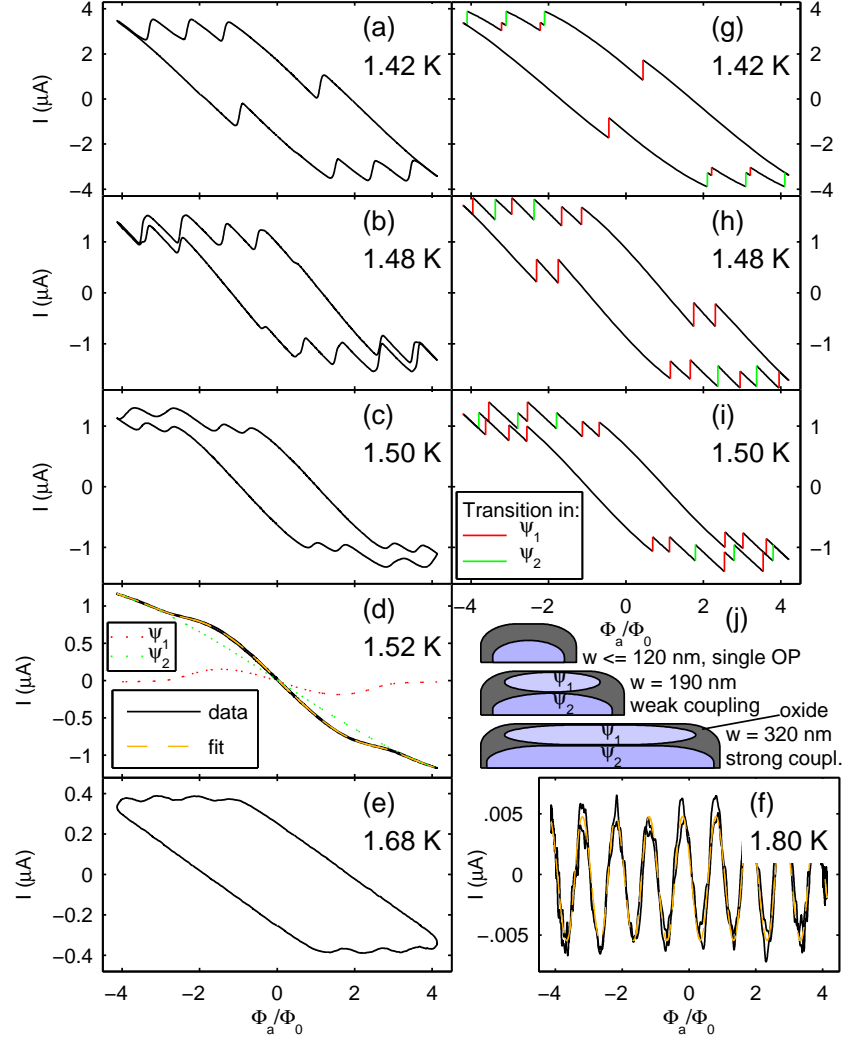 4
2
0
−2
−4
I (μA)
(a)
1.42 K
(g)
1.42 K
4
2
0
−2
−4
1
0
−1
I (μA)
(b)
1.48 K
(h)
1.48 K
1
0
−1
1
0
−1
I (μA)
(c)
1.50 K
(i)
1.50 K
Transition in:
ψ1
ψ2
1
0
−1
−4 −2 0 2 4
Φa/Φ0
1
0.5
0
−0.5
−1
I (μA)
(d)
1.52 K
ψ1
ψ2
data
fit
(j)
w <= 120 nm, single OP
ψ1
ψ2
w = 190 nm
weak coupling
oxide
ψ1
ψ2
w = 320 nm
strong coupl.
0.4
0.2
0
−0.2
−0.4
I (μA)
(e)
1.68 K
−4 −2 0 2 4
Φa/Φ0
.005
0
−.005
I (μA)
(f)
1.80 K
−4 −2 0 2 4
Φa/Φ0